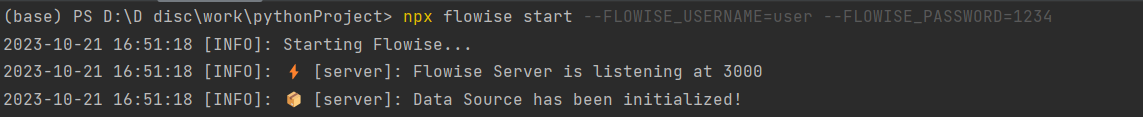 (base) PS D:\D disc\work\pythonProject> npx flowise start --FLOWISE_USERNAME=user --FLOWISE_PASSWORD=1234
2023-10-21 16:51:18 [INFO]: Starting Flowise...
2023-10-21 16:51:18 [INFO]: ⚡ [server]: Flowise Server is listening at 3000
2023-10-21 16:51:18 [INFO]: 📦 [server]: Data Source has been initialized!